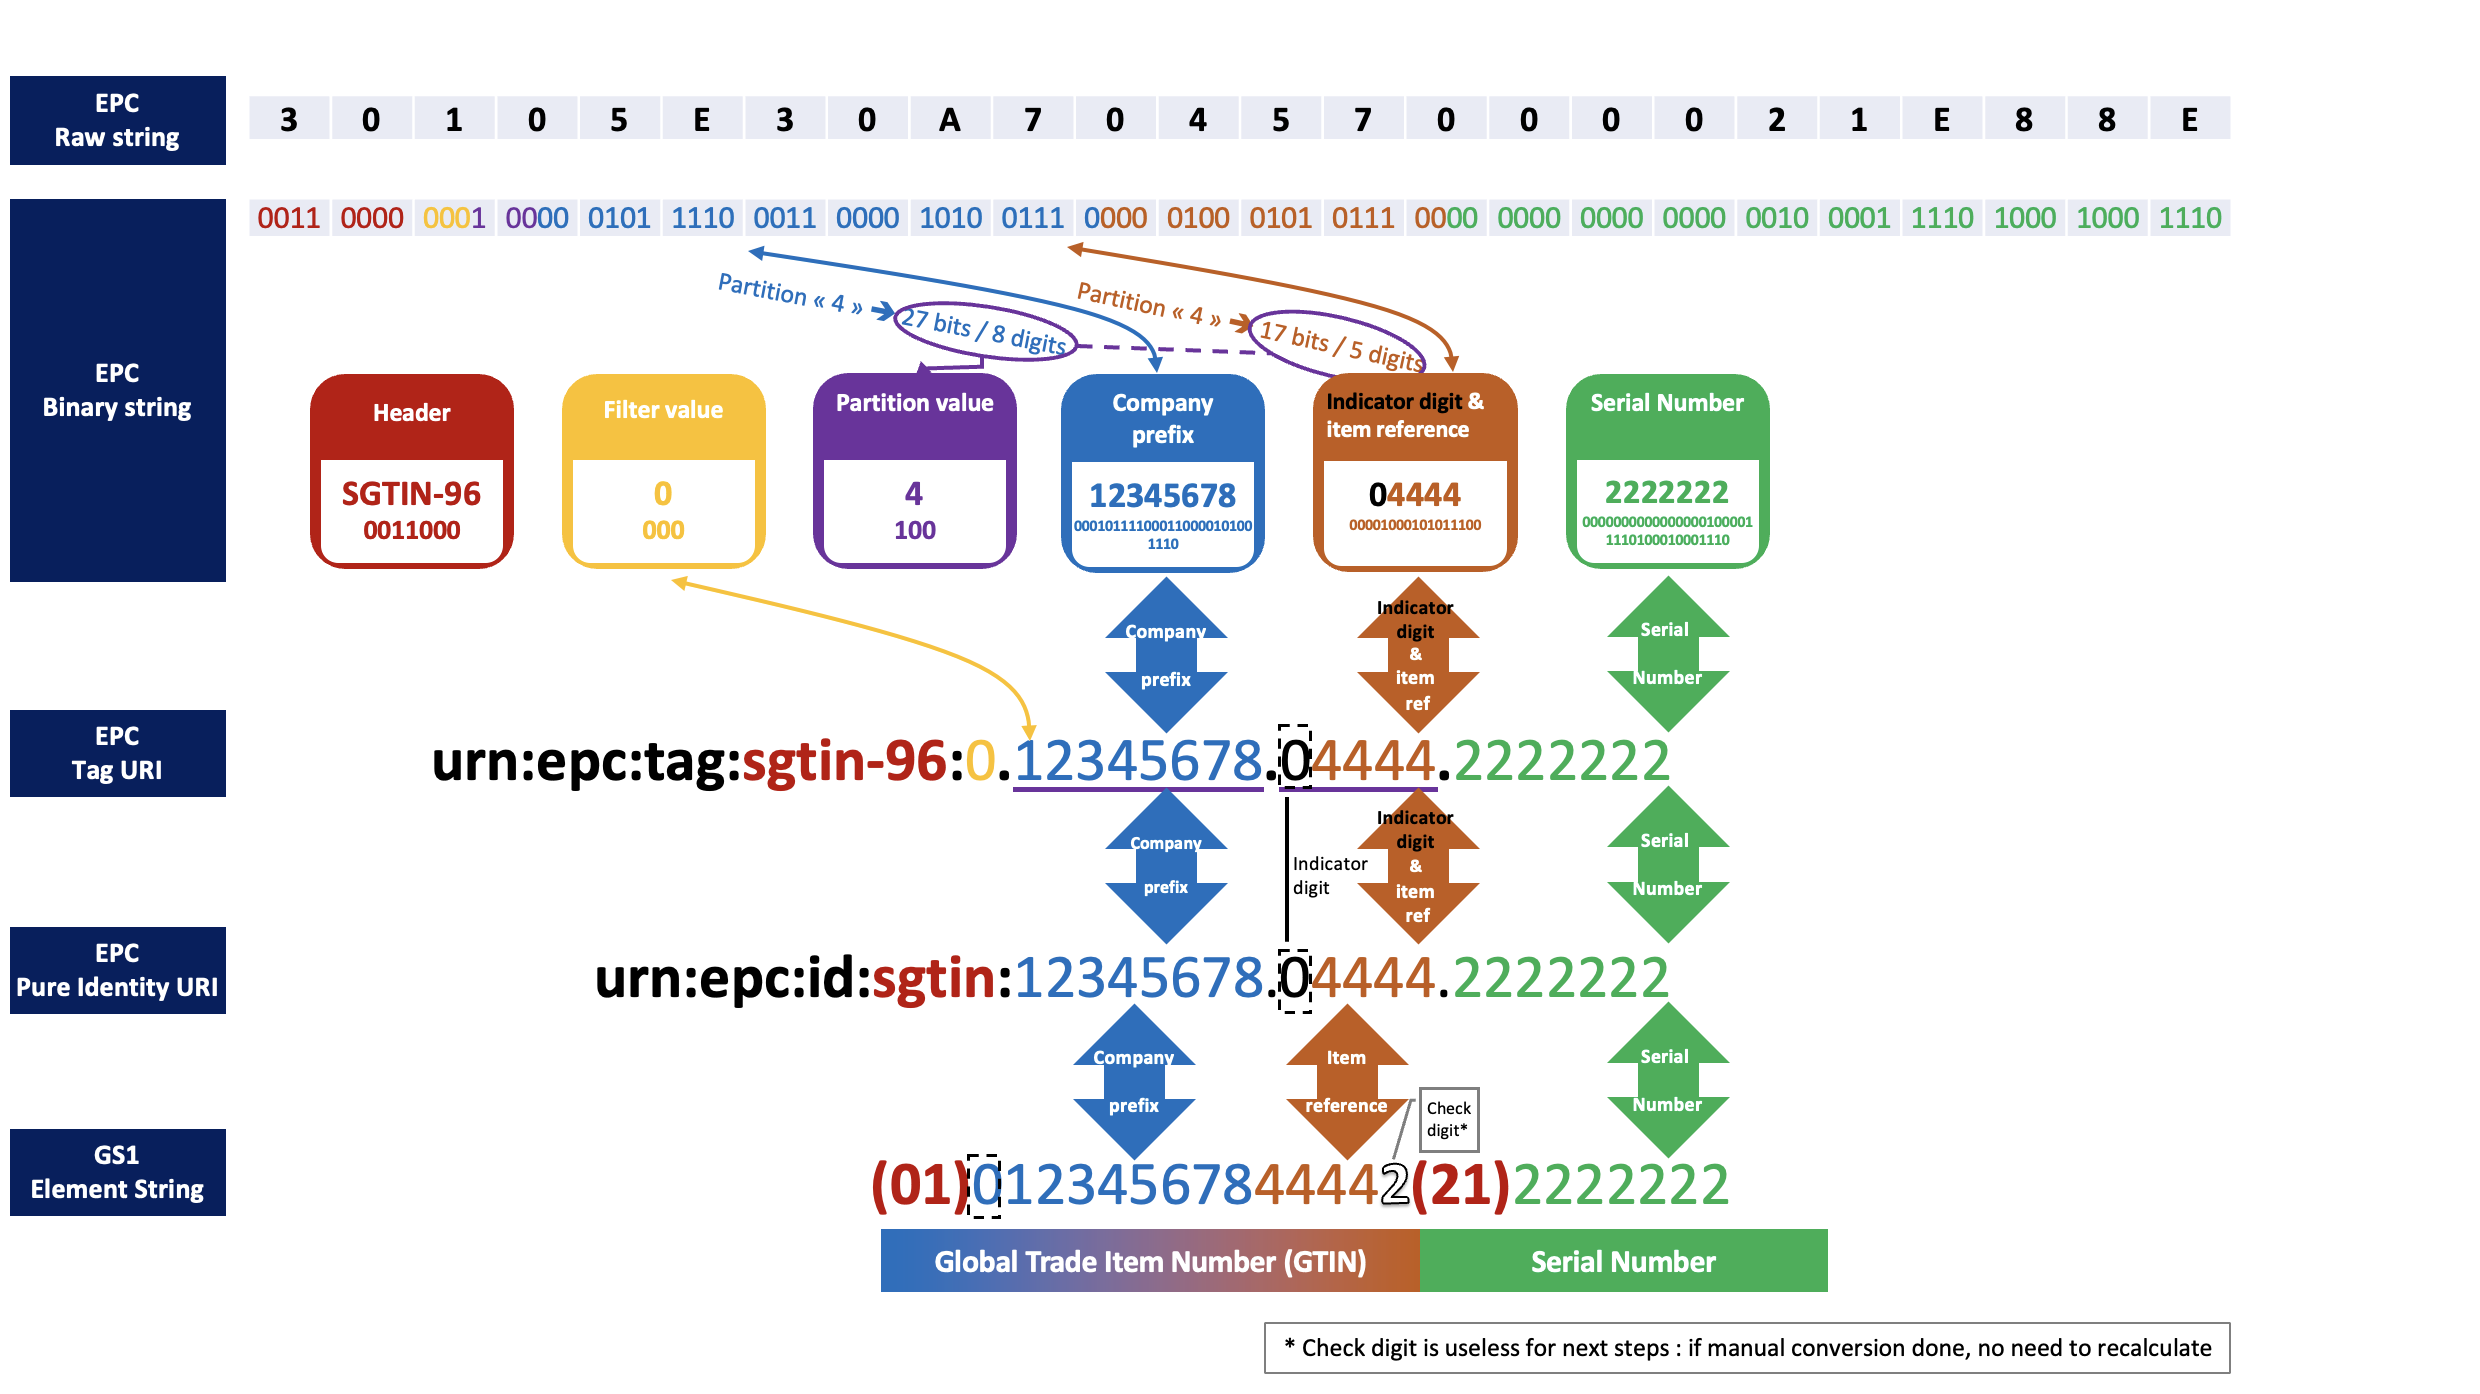 EPC
Raw string
3 0 1 0 5 E 3 0 A 7 0 4 5 7 0 0 0 0 2 1 E 8 8 E
EPC
Binary string
0011 0000 0001 0000 0101 1110 0011 0000 1010 0111 0000 0100 0101 0111 0000 0000 0000 0000 0010 0001 1110 1000 1000 1110
Partition « 4 » ➔ 27 bits / 8 digits
Partition « 4 » ➔ 17 bits / 5 digits
Header
SGTIN-96
0011000
Filter value
0
000
Partition value
4
100
Company
prefix
12345678
00010111100011000010100
1110
Indicator digit &
item reference
04444
00001000101011100
Serial Number
2222222
0000000000000000100001
1110100010001110
Company
prefix
Indicator
digit
&
item
ref
Serial
Number
EPC
Tag URI
urn:epc:tag:sgtin-96:0.12345678.04444.2222222
Company
prefix
Indicator
digit
Indicator
digit
&
item
ref
Serial
Number
EPC
Pure Identity URI
urn:epc:id:sgtin:12345678.04444.2222222
Company
prefix
Item
reference
Check
digit*
Serial
Number
GS1
Element String
(01)01234567844442(21)2222222
Global Trade Item Number (GTIN)
Serial Number
* Check digit is useless for next steps : if manual conversion done, no need to recalculate